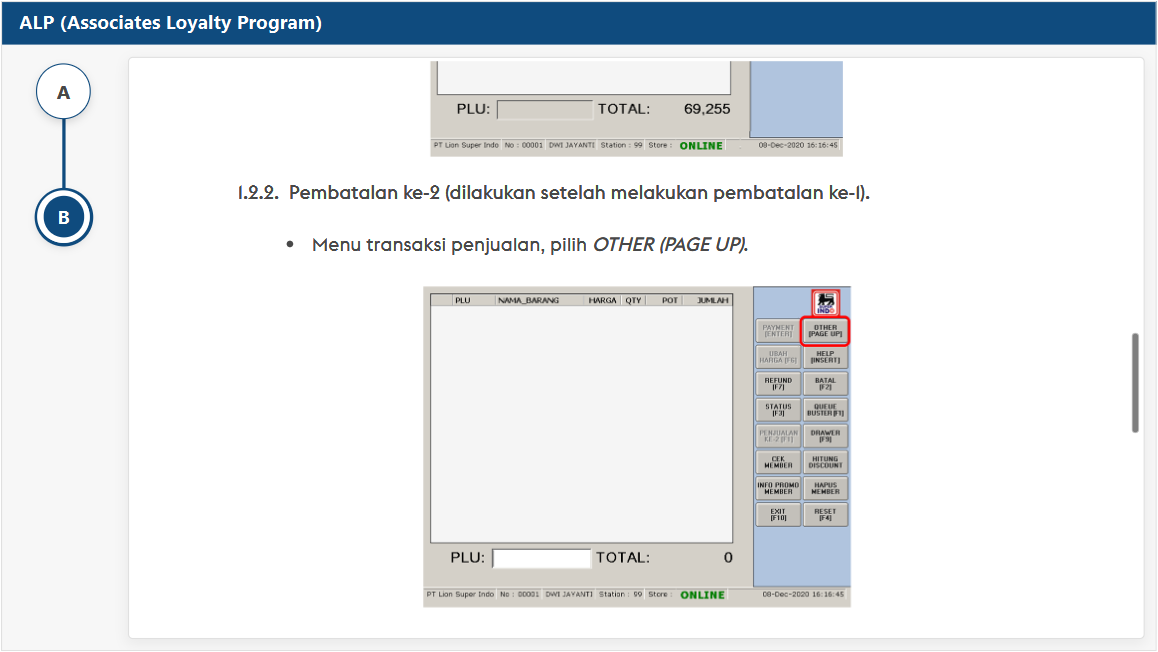 ALP (Associates Loyalty Program)
A
B
PLU: TOTAL: 69,255
PT Lion Super Indo No : 00001 DWI JAYANTI Station : 99 Store : ONLINE 08-Dec-2020 16:16:45
1.2.2. Pembatalan ke-2 (dilakukan setelah melakukan pembatalan ke-1).
• Menu transaksi penjualan, pilih OTHER (PAGE UP).
PLU NAMA_BARANG HARGA QTY POT JUMLAH
INDO
PAYMENT [ENTER]
OTHER [PAGE UP]
UBAH HARGA [F6]
HELP [INSERT]
REFUND [F7]
BATAL [F2]
STATUS [F3]
QUEUE BUSTER [F1]
PENJUALAN KE-2 [F1]
DRAWER [F9]
CEK MEMBER
HITUNG DISCOUNT
INFO PROMO MEMBER
HAPUS MEMBER
EXIT [F10]
RESET [F4]
PLU: TOTAL: 0
PT Lion Super Indo No : 00001 DWI JAYANTI Station : 99 Store : ONLINE 08-Dec-2020 16:16:45